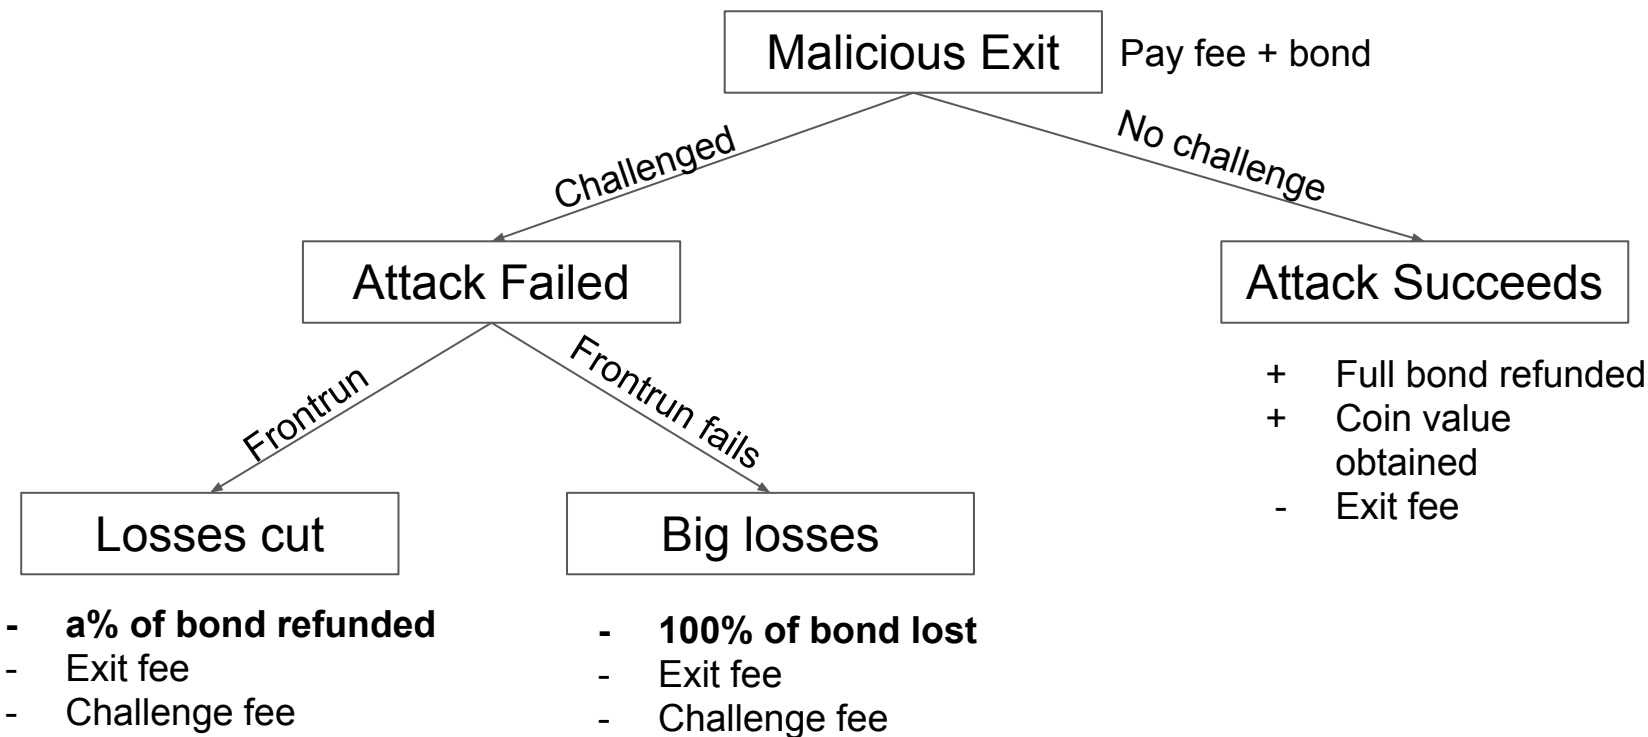 Malicious Exit
Pay fee + bond
Challenged
No challenge
Attack Failed
Attack Succeeds
Frontrun
Frontrun fails
+ Full bond refunded
+ Coin value
obtained
- Exit fee
Losses cut
Big losses
- a% of bond refunded
- Exit fee
- Challenge fee
- 100% of bond lost
- Exit fee
- Challenge fee